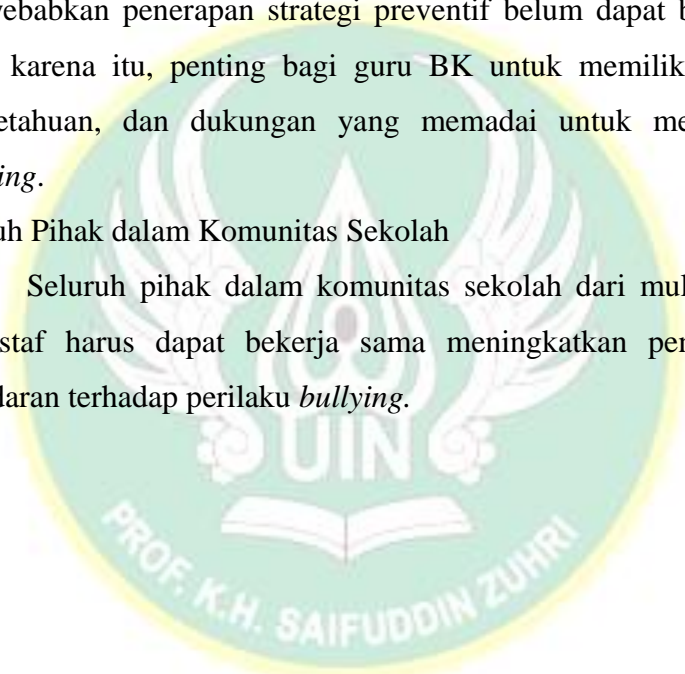 yebabkan penerapan strategi preventif belum dapat b
karena itu, penting bagi guru BK untuk memilik
etahuan, dan dukungan yang memadai untuk me
ing.
uh Pihak dalam Komunitas Sekolah
Seluruh pihak dalam komunitas sekolah dari mul
staf harus dapat bekerja sama meningkatkan pe
daran terhadap perilaku bullying.
UIN
PROF. K.H. SAIFUDDIN ZUHRI